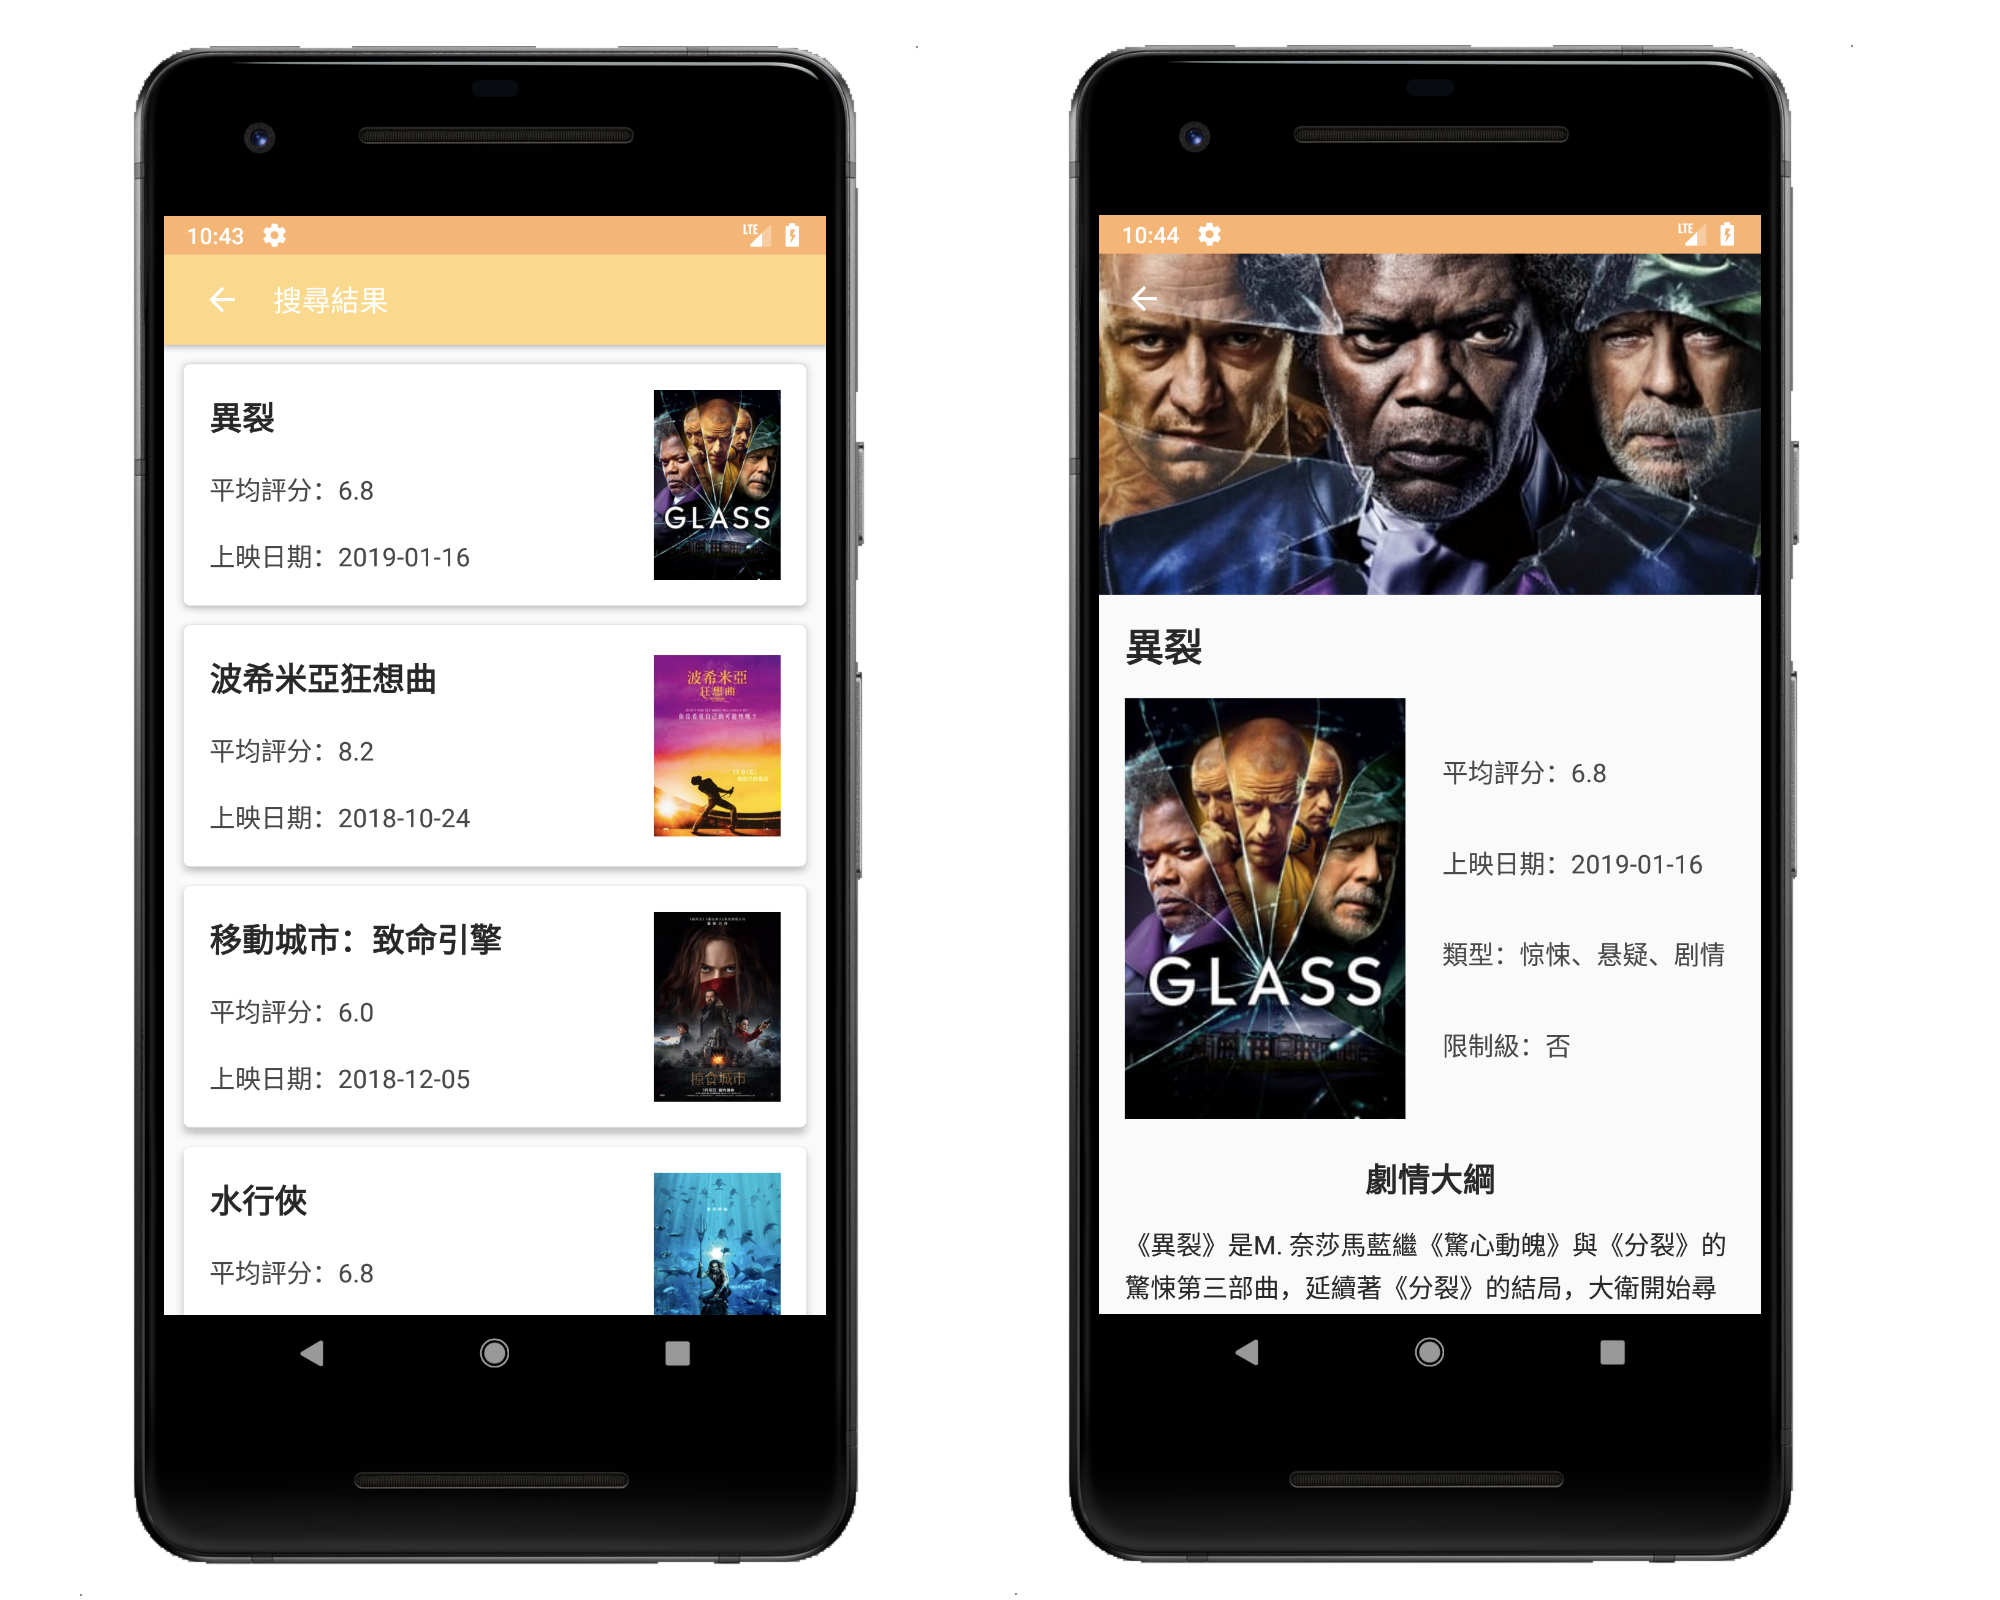 10:43
LTE
搜尋結果
異裂
平均評分：6.8
上映日期：2019-01-16
GLASS
波希米亞狂想曲
平均評分：8.2
上映日期：2018-10-24
波希米亞
狂想曲
移動城市：致命引擎
平均評分：6.0
上映日期：2018-12-05
掠食城市
水行俠
平均評分：6.8
10:44
LTE
異裂
GLASS
平均評分：6.8
上映日期：2019-01-16
類型：惊悚、悬疑、剧情
限制級：否
劇情大綱
《異裂》是M. 奈莎馬藍繼《驚心動魄》與《分裂》的
驚悚第三部曲，延續著《分裂》的結局，大衛開始尋